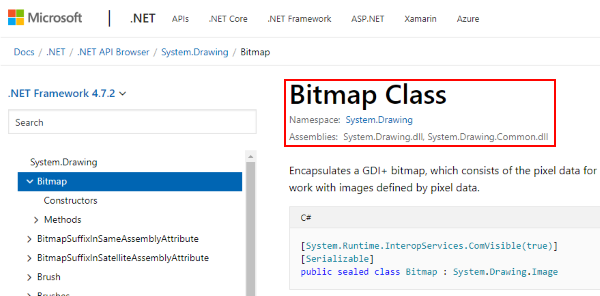 Microsoft .NET APIs .NET Core .NET Framework ASP.NET Xamarin Azure
Docs / .NET / .NET API Browser / System.Drawing / Bitmap
.NET Framework 4.7.2
Search
System.Drawing
Bitmap
Constructors
Methods
BitmapSuffixInSameAssemblyAttribute
BitmapSuffixInSatelliteAssemblyAttribute
Brush
Bitmap Class
Namespace: System.Drawing
Assemblies: System.Drawing.dll, System.Drawing.Common.dll
Encapsulates a GDI+ bitmap, which consists of the pixel data for
work with images defined by pixel data.
C#
[System.Runtime.InteropServices.ComVisible(true)]
[Serializable]
public sealed class Bitmap : System.Drawing.Image